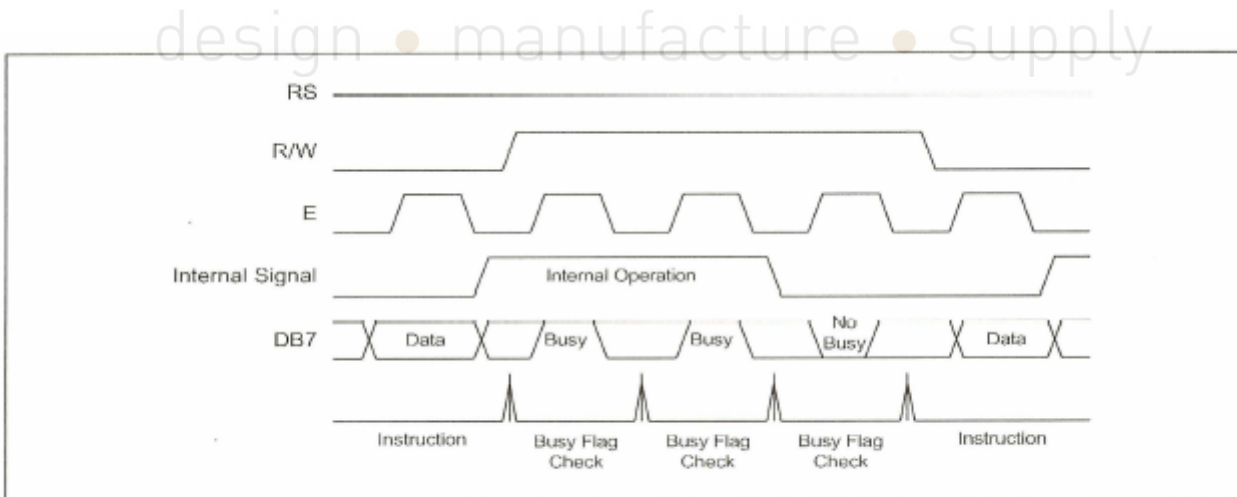 design • manufacture • supply
RS
R/W
E
Internal Signal
Internal Operation
DB7
Data
Busy
Busy
No
Busy
Data
Instruction
Busy Flag
Check
Busy Flag
Check
Busy Flag
Check
Instruction